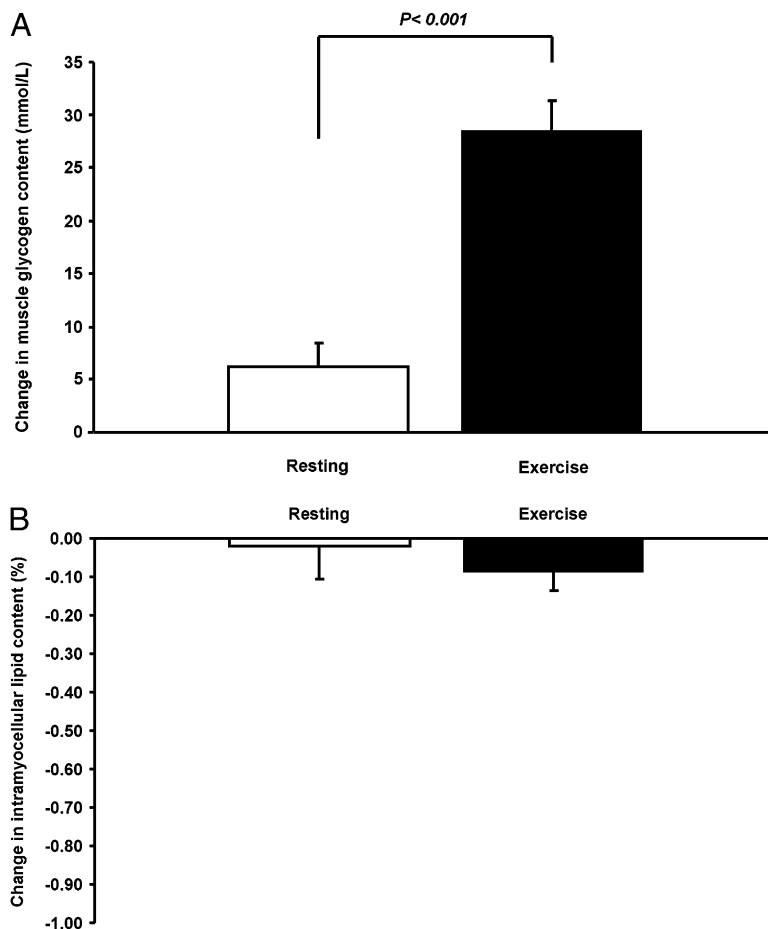 A
P< 0.001
Change in muscle glycogen content (mmol/L)
35
30
25
20
15
10
5
0
Resting Exercise
B
Resting Exercise
Change in intramyocellular lipid content (%)
0.00
-0.10
-0.20
-0.30
-0.40
-0.50
-0.60
-0.70
-0.80
-0.90
-1.00